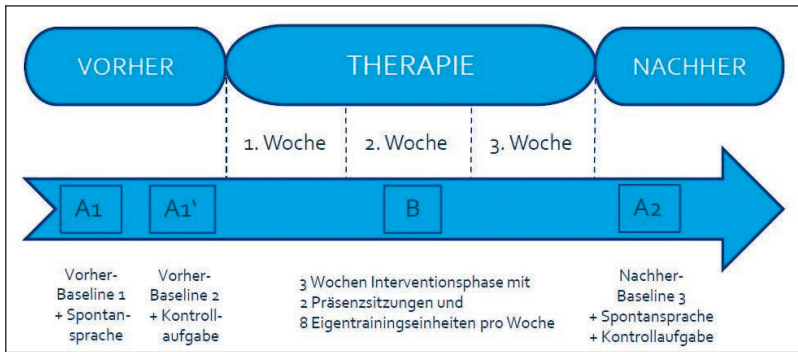 VORHER
THERAPIE
NACHHER
1. Woche
2. Woche
3. Woche
A1
A1'
B
A2
Vorher-
Baseline 1
+ Spontan-
sprache
Vorher-
Baseline 2
+ Kontroll-
aufgabe
3 Wochen Interventionsphase mit
2 Präsenzsitzungen und
8 Eigentrainingseinheiten pro Woche
Nachher-
Baseline 3
+ Spontansprache
+ Kontrollaufgabe